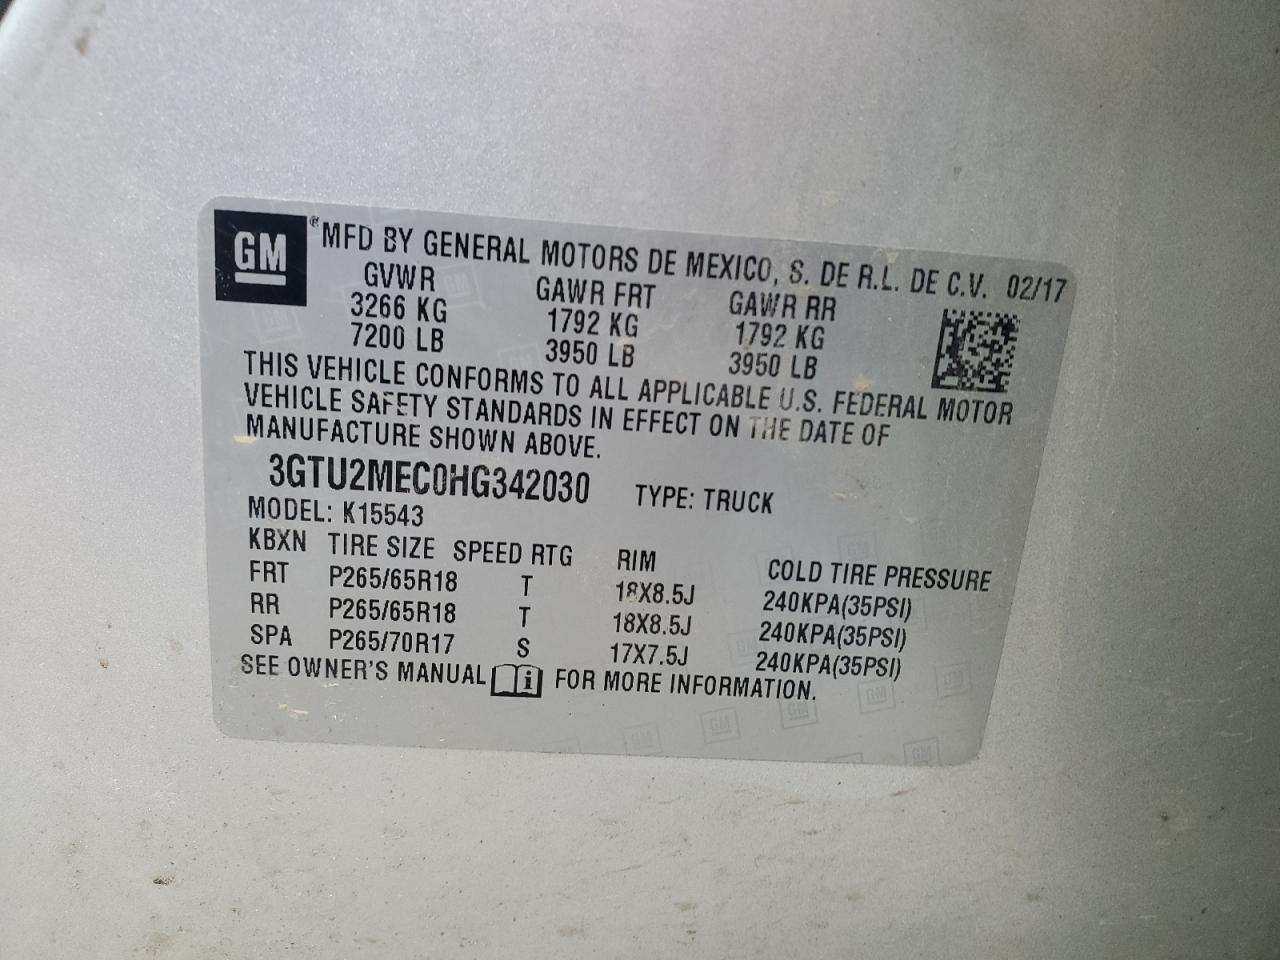 GM ® MFD BY GENERAL MOTORS DE MEXICO, S. DE R.L. DE C.V. 02/17
GVWR GAWR FRT GAWR RR
3266 KG 1792 KG 1792 KG
7200 LB 3950 LB 3950 LB
THIS VEHICLE CONFORMS TO ALL APPLICABLE U.S. FEDERAL MOTOR
VEHICLE SAFETY STANDARDS IN EFFECT ON THE DATE OF
MANUFACTURE SHOWN ABOVE.
3GTU2MEC0HG342030 TYPE: TRUCK
MODEL: K15543
KBXN TIRE SIZE SPEED RTG RIM COLD TIRE PRESSURE
FRT P265/65R18 T 18X8.5J 240KPA(35PSI)
RR P265/65R18 T 18X8.5J 240KPA(35PSI)
SPA P265/70R17 S 17X7.5J 240KPA(35PSI)
SEE OWNER'S MANUAL i FOR MORE INFORMATION.